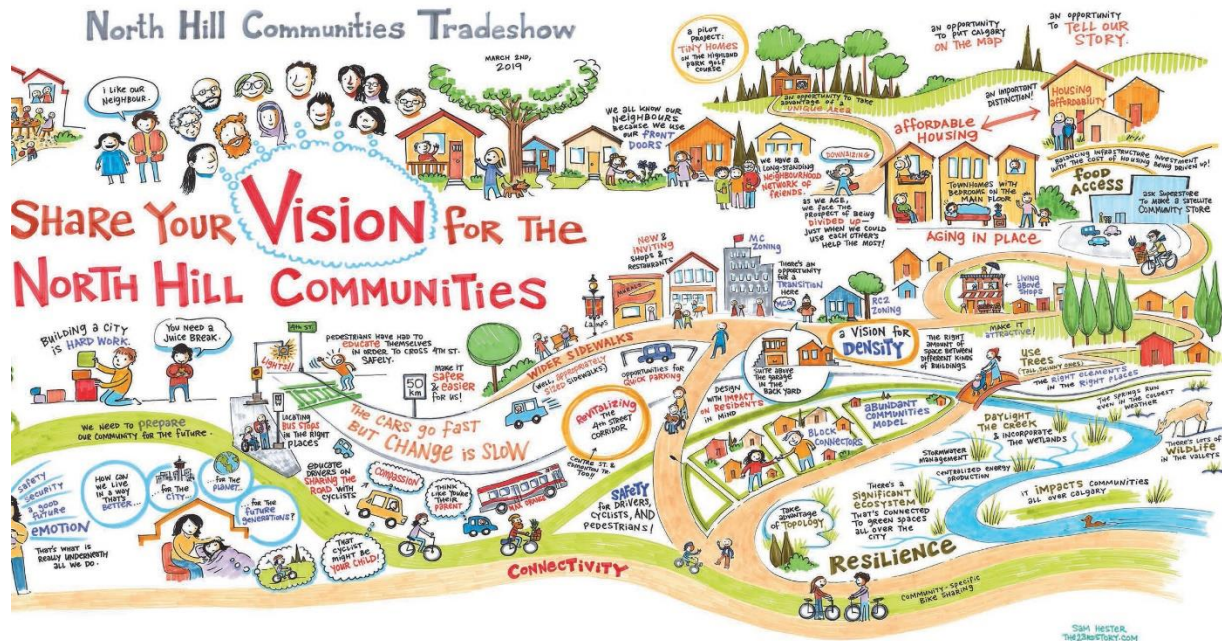 North Hill Communities Tradeshow
MARCH 2ND,
2019
I LIKE OUR
NEIGHBOUR.
SHARE YOUR VISION FOR THE
NORTH HILL COMMUNITIES
WE ALL KNOW OUR
NEIGHBOURS
BECAUSE WE USE
OUR FRONT
DOORS
a PILOT
PROJECT:
TINY HOMES
ON THE HIGHLAND
PARK GOLF
COURSE
AN OPPORTUNITY TO TAKE
ADVANTAGE OF A
UNIQUE AREA
AN OPPORTUNITY
TO PUT CALGARY
ON THE MAP
AN OPPORTUNITY
TO TELL OUR
STORY.
AN IMPORTANT
DISTINCTION!
HOUSING
affordability
affordable
HOUSING
BALANCING INFRASTRUCTURE INVESTMENT
WITH THE COST OF HOUSING BEING DRIVEN UP!
WE HAVE A
LONG-STANDING
NEIGHBOURHOOD
NETWORK OF
FRIENDS.
DOWNSIZING
AS WE AGE,
WE FACE THE
PROSPECT OF BEING
DIVIDED UP
JUST WHEN WE COULD
USE EACH OTHER'S
HELP THE MOST!
TOWNHOMES WITH
BEDROOMS ON THE
MAIN FLOOR
AGING IN PLACE
FOOD
ACCESS
ASK SUPERSTORE
TO MAKE A SATELLITE
COMMUNITY STORE
NEW &
INVITING
SHOPS &
RESTAURANTS
LAMPS
MC
ZONING
THERE'S AN
OPPORTUNITY
FOR A
TRANSITION
HERE
RC2
ZONING
LIVING
ABOVE
SHOPS
MAKE IT
ATTRACTIVE!
USE
TREES
(TALL, SKINNY ONES)
THE RIGHT ELEMENTS
IN THE RIGHT PLACES
a VISION FOR
DENSITY
THE RIGHT
AMOUNT OF
SPACE BETWEEN
DIFFERENT KINDS
OF BUILDINGS.
SUITE ABOVE
THE GARAGE
IN THE
BACK YARD
BUILDING A CITY
IS HARD WORK.
YOU NEED A
JUICE BREAK.
4TH ST.
LIGHTS!!
PEDESTRIANS HAVE HAD TO
EDUCATE THEMSELVES
IN ORDER TO CROSS 4TH ST.
SAFELY.
50
KM
MAKE IT
SAFER
& EASIER
FOR US!
WIDER SIDEWALKS
(WELL, APPROPRIATELY
SIZED SIDEWALKS)
OPPORTUNITIES FOR
QUICK PARKING
REVITALIZING
THE
4TH STREET
CORRIDOR
CENTRE ST. &
EDMONTON TR.
TOO!!
DESIGN
WITH IMPACT
ON RESIDENTS
IN MIND
BLOCK
CONNECTORS
ABUNDANT
COMMUNITIES
MODEL
THE CARS GO FAST
BUT CHANGE IS SLOW
LOCATING
BUS STOPS
IN THE RIGHT
PLACES
WE NEED TO PREPARE
OUR COMMUNITY FOR THE FUTURE.
SAFETY
SECURITY
a GOOD
FUTURE
EMOTION
THAT'S WHAT IS
REALLY UNDERNEATH
ALL WE DO.
HOW CAN
WE LIVE
IN A WAY
THAT'S
BETTER...
...FOR THE
CITY...
...FOR THE
PLANET...
...FOR THE
FUTURE
GENERATIONS?
EDUCATE
DRIVERS ON
SHARING THE
ROAD WITH
CYCLISTS
COMPASSION
THINK
LIKE YOU'RE
THEIR
PARENT
THAT
CYCLIST
MIGHT BE
YOUR CHILD!
SAFETY
FOR DRIVERS,
CYCLISTS, AND
PEDESTRIANS!
CONNECTIVITY
TAKE
ADVANTAGE
OF TOPOLOGY
THERE'S A
SIGNIFICANT
ECOSYSTEM
THAT'S CONNECTED
TO GREEN SPACES
ALL OVER THE
CITY
STORMWATER
MANAGEMENT
CENTRALIZED ENERGY
PRODUCTION
DAYLIGHT
THE CREEK
& INCORPORATE
THE WETLANDS
THE SPRINGS RUN
EVEN IN THE COLDEST
WEATHER
THERE'S LOTS OF
WILDLIFE
IN THE VALLEYS
IT IMPACTS COMMUNITIES
ALL OVER CALGARY
RESILIENCE
COMMUNITY-SPECIFIC
BIKE SHARING
SAM HESTER
THE23RDSTORY.COM